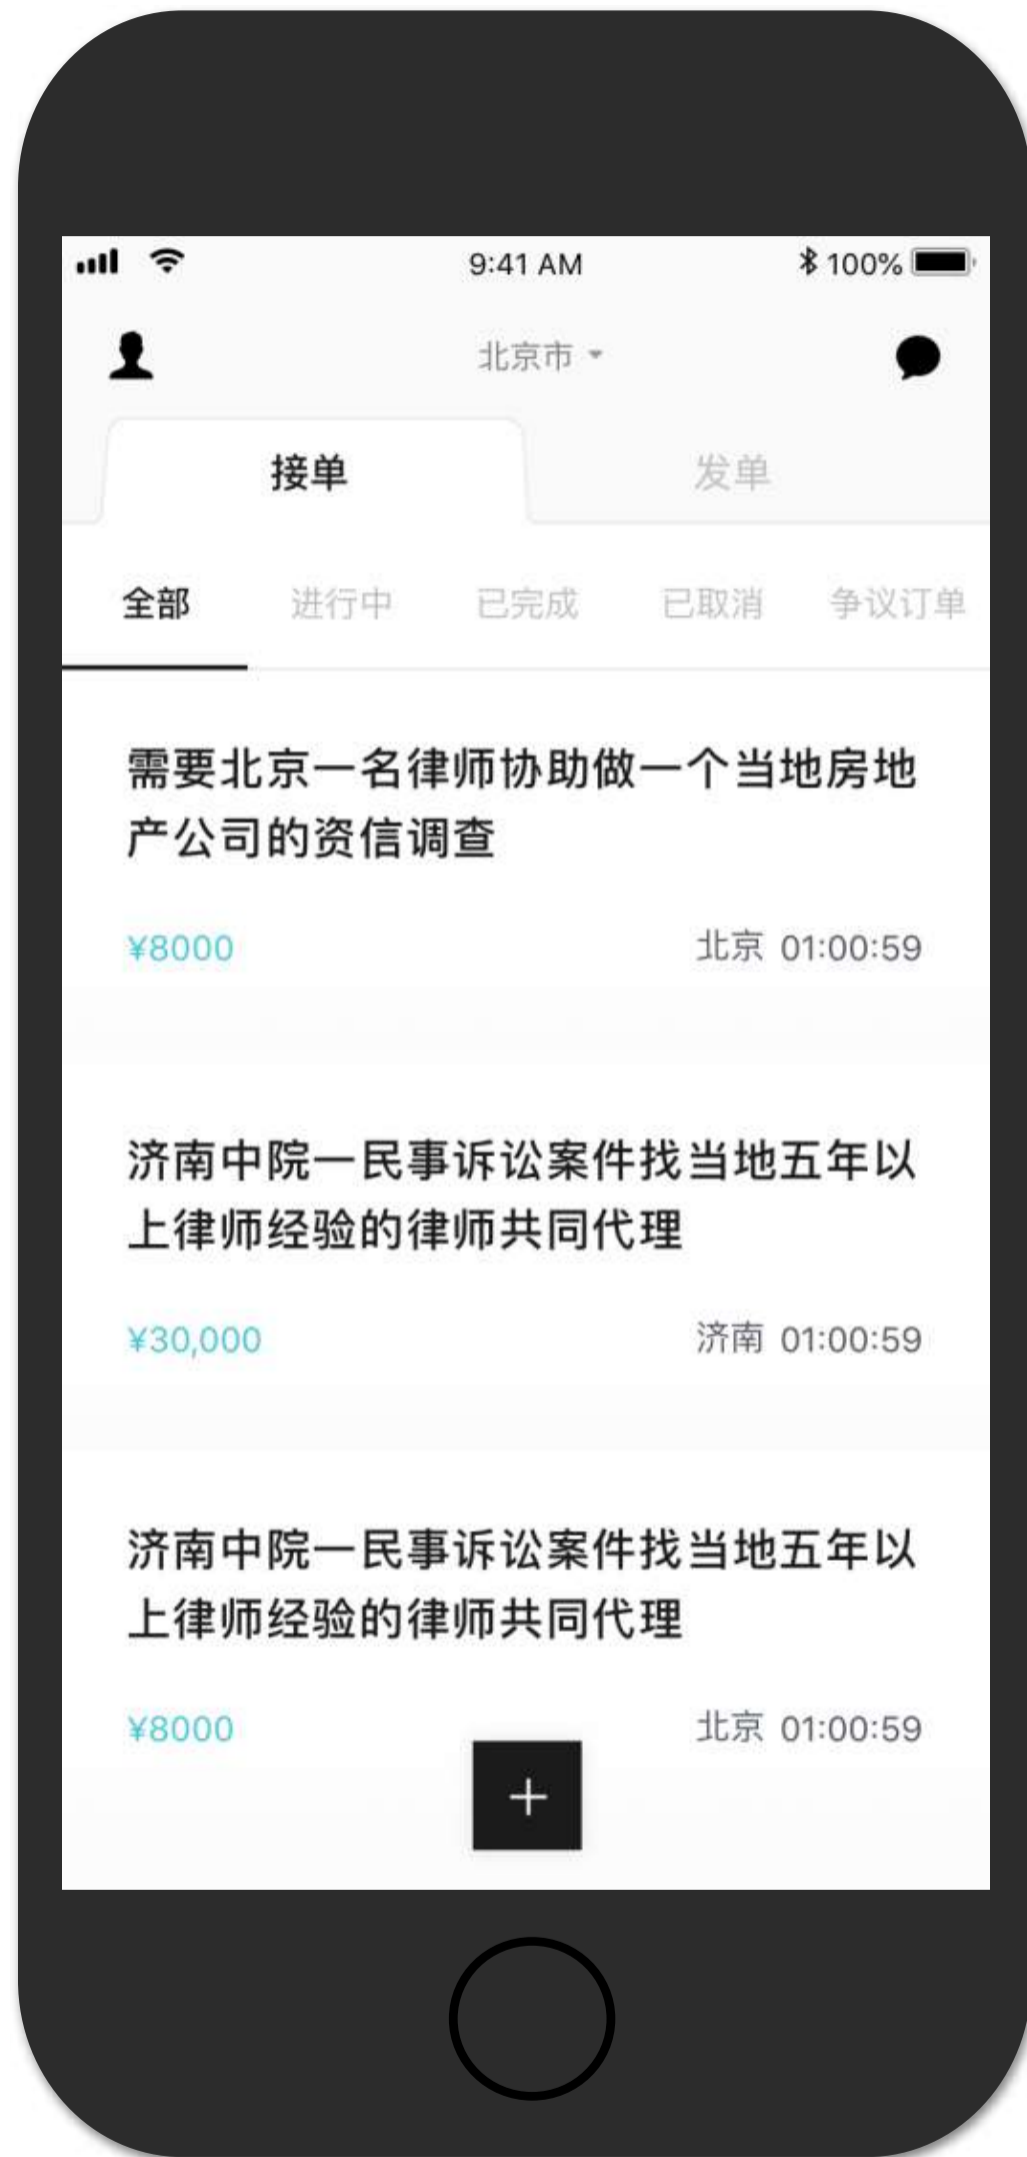 9:41 AM
100%
北京市
接单
发单
全部
进行中
已完成
已取消
争议订单
需要北京一名律师协助做一个当地房地
产公司的资信调查
¥8000
北京 01:00:59
济南中院一民事诉讼案件找当地五年以
上律师经验的律师共同代理
¥30,000
济南 01:00:59
济南中院一民事诉讼案件找当地五年以
上律师经验的律师共同代理
¥8000
北京 01:00:59
+